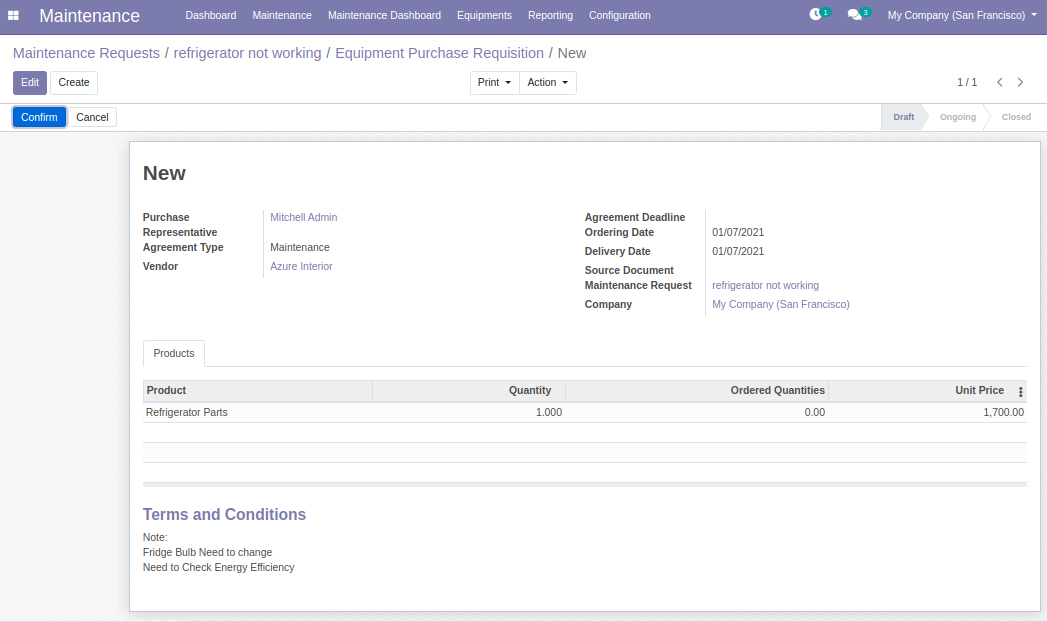 Maintenance Dashboard Maintenance Maintenance Dashboard Equipments Reporting Configuration 1 3 My Company (San Francisco)
Maintenance Requests / refrigerator not working / Equipment Purchase Requisition / New
Edit Create Print Action 1 / 1
Confirm Cancel Draft Ongoing Closed
New
Purchase Representative Mitchell Admin
Agreement Type Maintenance
Vendor Azure Interior
Agreement Deadline
Ordering Date 01/07/2021
Delivery Date 01/07/2021
Source Document
Maintenance Request refrigerator not working
Company My Company (San Francisco)
Products
Product Quantity Ordered Quantities Unit Price
Refrigerator Parts 1.000 0.00 1,700.00
Terms and Conditions
Note:
Fridge Bulb Need to change
Need to Check Energy Efficiency